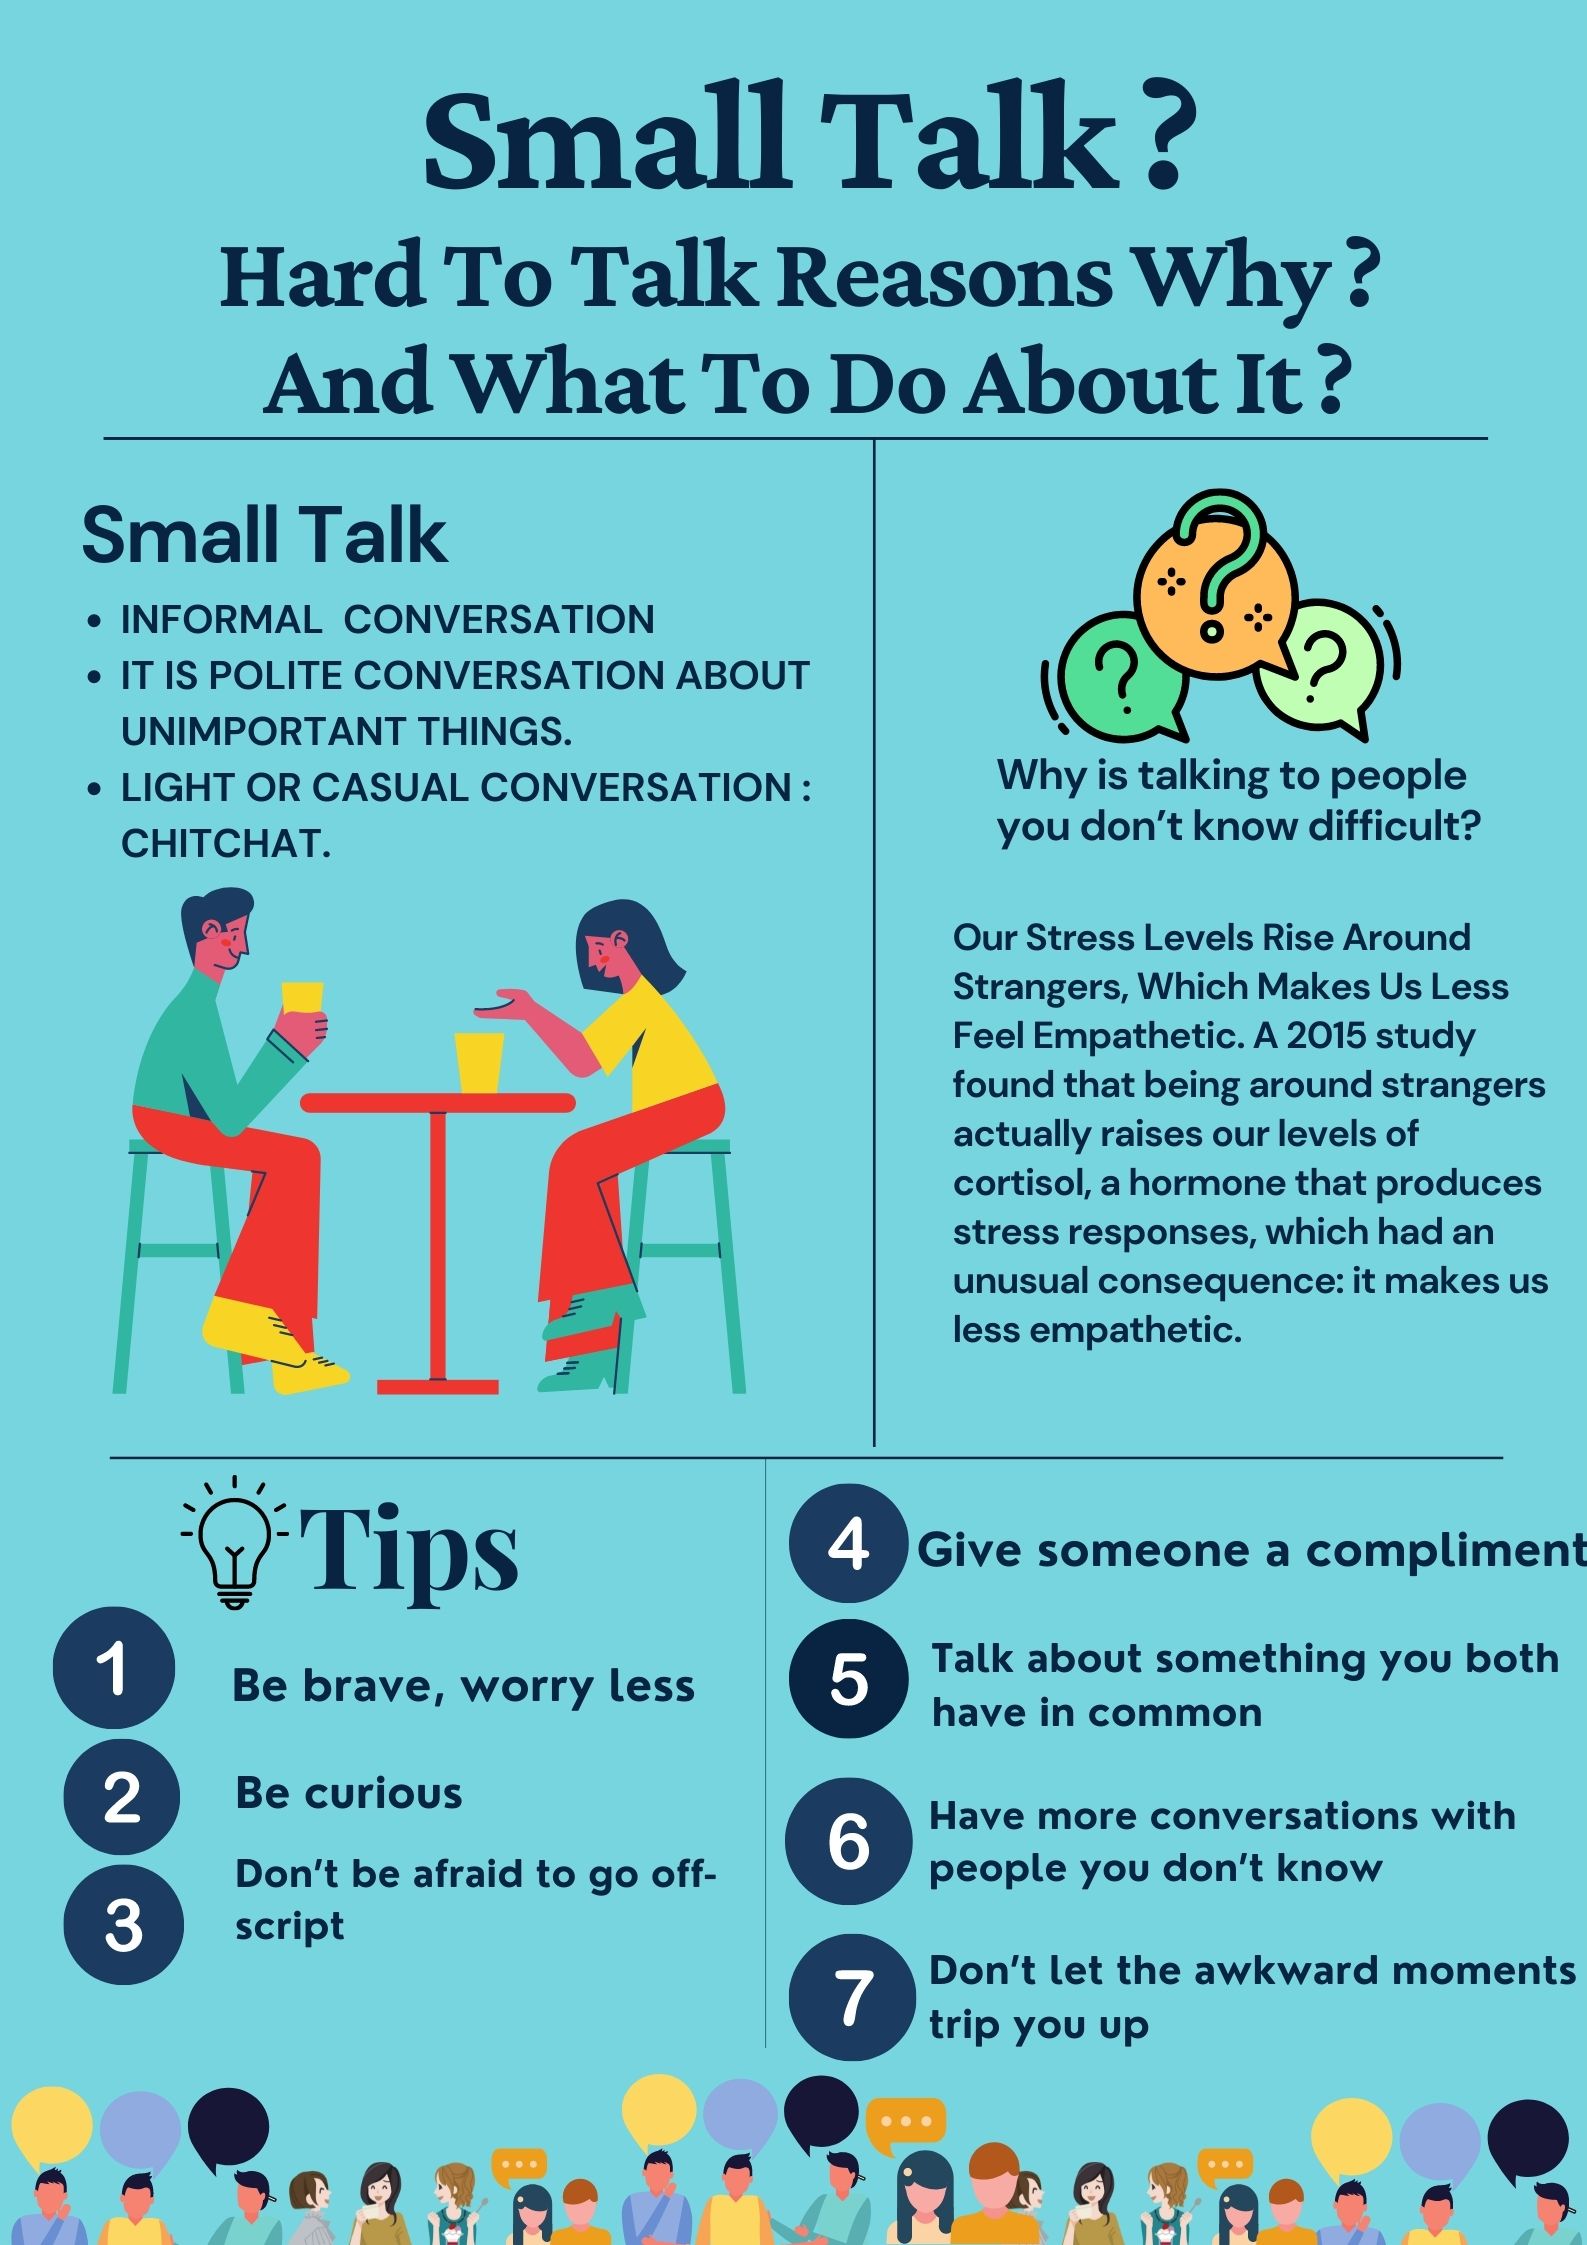 Small Talk ?
Hard To Talk Reasons Why ?
And What To Do About It ?
Small Talk
• INFORMAL CONVERSATION
• IT IS POLITE CONVERSATION ABOUT
UNIMPORTANT THINGS.
• LIGHT OR CASUAL CONVERSATION :
CHITCHAT.
? ? ?
Why is talking to people
you don't know difficult?
Our Stress Levels Rise Around
Strangers, Which Makes Us Less
Feel Empathetic. A 2015 study
found that being around strangers
actually raises our levels of
cortisol, a hormone that produces
stress responses, which had an
unusual consequence: it makes us
less empathetic.
Tips
1 Be brave, worry less
2 Be curious
3 Don't be afraid to go off-
script
4 Give someone a compliment
5 Talk about something you both
have in common
6 Have more conversations with
people you don't know
7 Don't let the awkward moments
trip you up